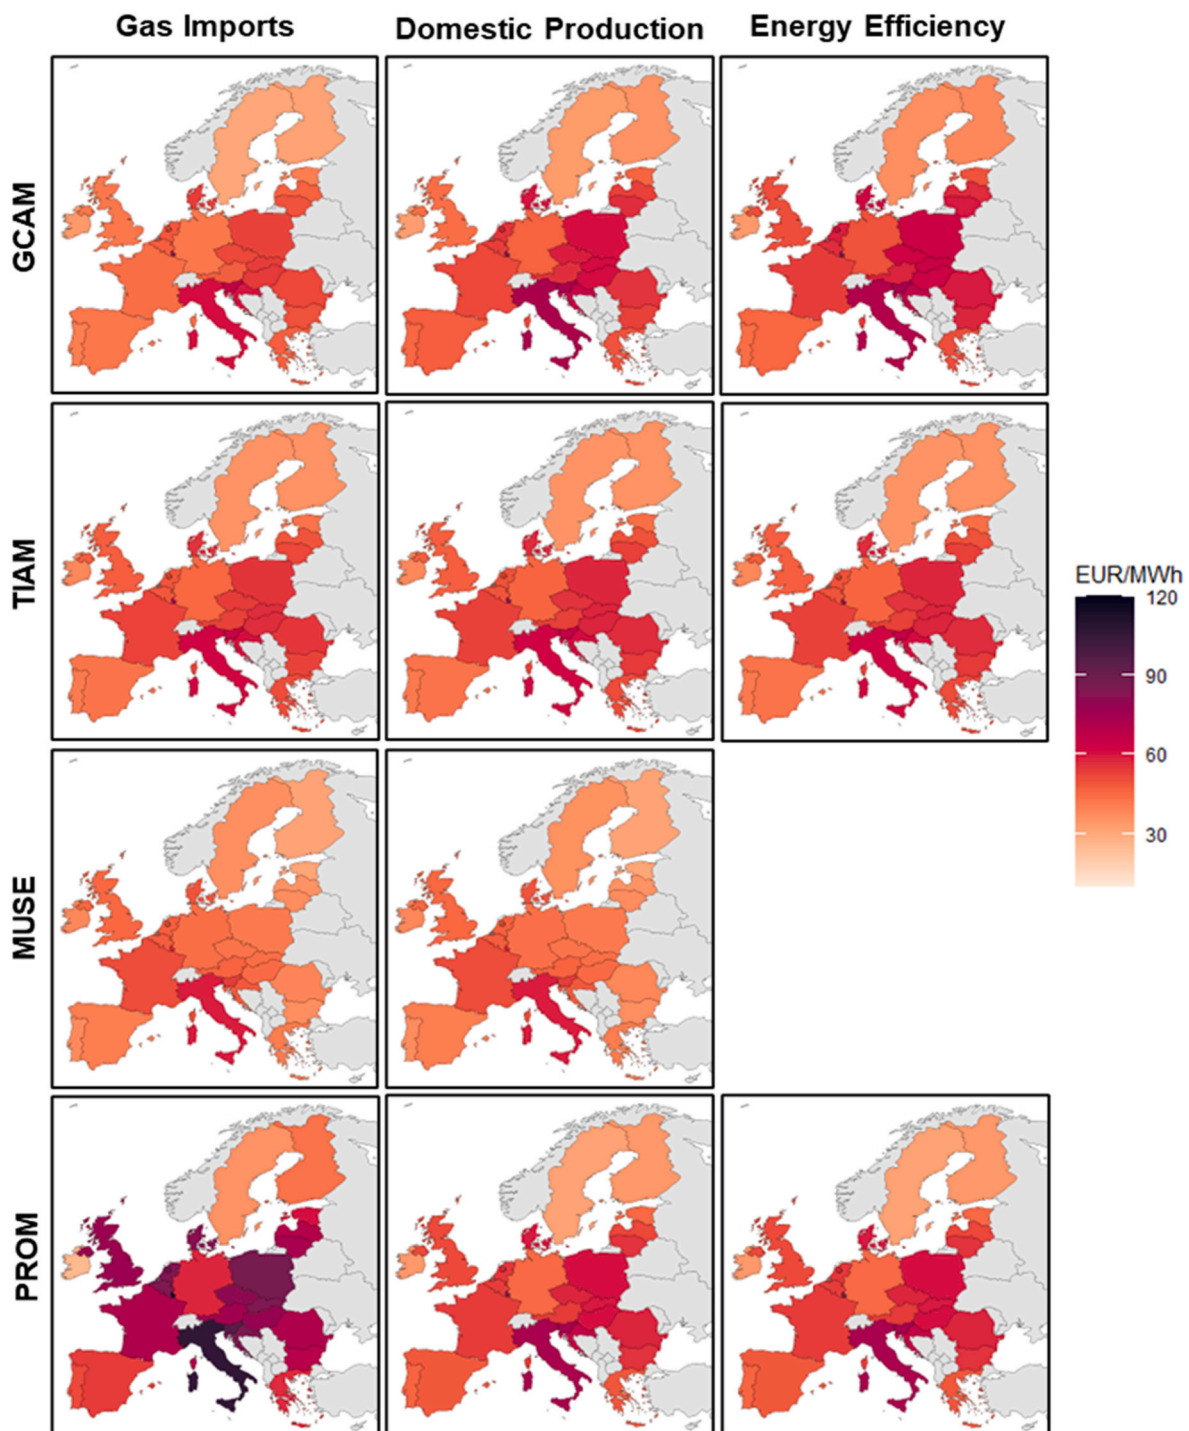 Gas Imports Domestic Production Energy Efficiency
GCAM
TIAM
EUR/MWh
120
90
60
30
MUSE
PROM